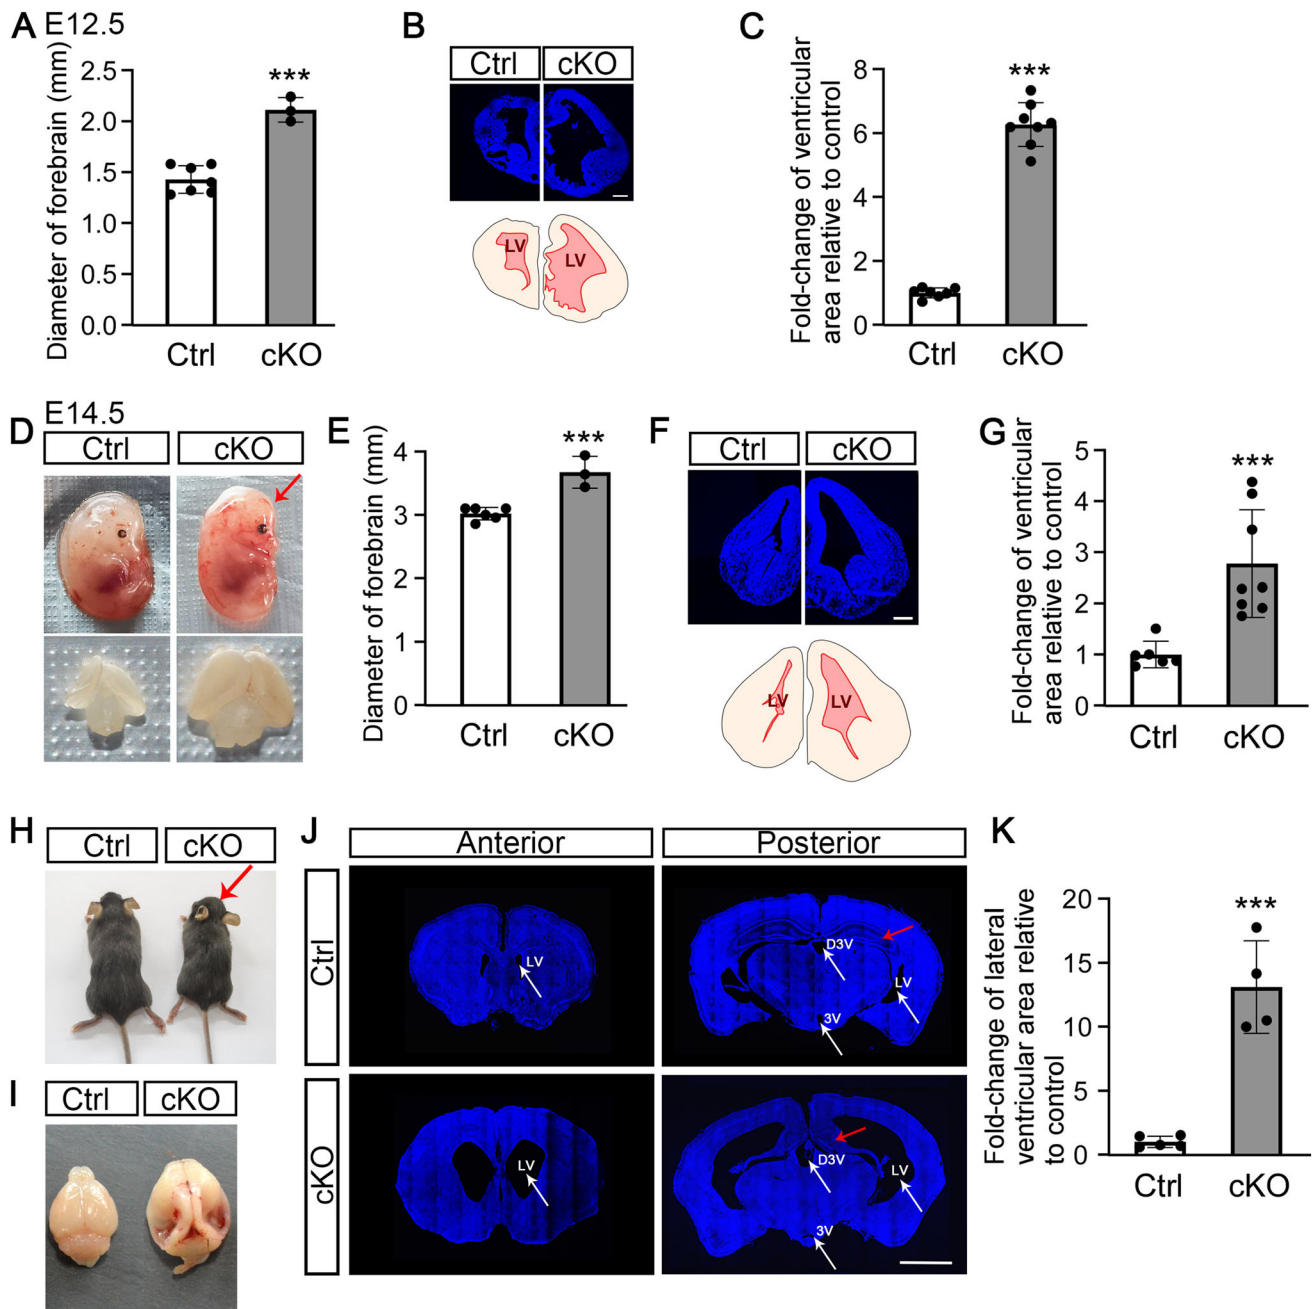 A E12.5
Diameter of forebrain (mm)
2.5
2.0
1.5
1.0
0.5
0.0
***
Ctrl
cKO
B
Ctrl
cKO
LV
LV
C
Fold-change of ventricular
area relative to control
8
6
4
2
0
***
Ctrl
cKO
E14.5
D
Ctrl
cKO
E
Diameter of forebrain (mm)
4
3
2
1
0
***
Ctrl
cKO
F
Ctrl
cKO
LV
LV
G
Fold-change of ventricular
area relative to control
5
4
3
2
1
0
***
Ctrl
cKO
H
Ctrl
cKO
I
Ctrl
cKO
J
Anterior
Posterior
Ctrl
LV
D3V
LV
3V
cKO
LV
D3V
LV
3V
K
Fold-change of lateral
ventricular area relative
to control
20
15
10
5
0
***
Ctrl
cKO